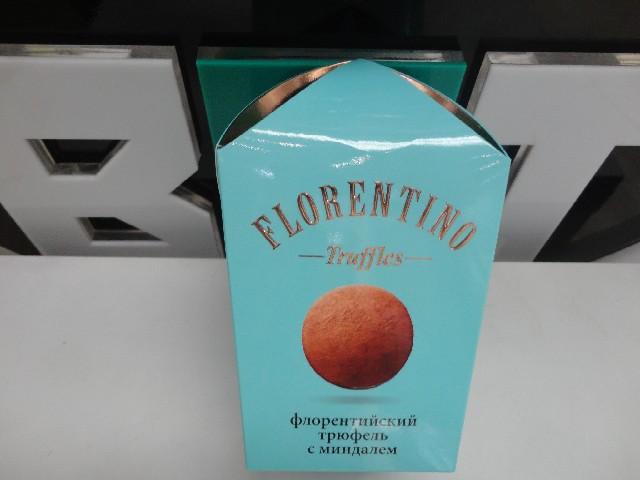 FLORENTINO
Truffles
флорентийский
трюфель
с миндалем